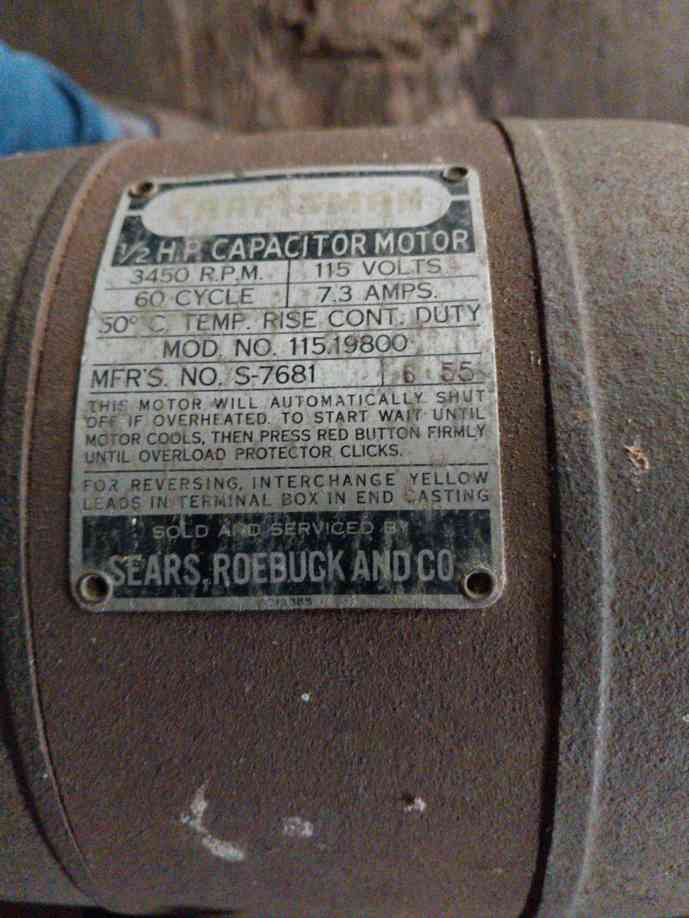 CRAFTSMAN
1/2 H.P. CAPACITOR MOTOR
3450 R.P.M. 115 VOLTS
60 CYCLE 7.3 AMPS.
50° C. TEMP. RISE CONT. DUTY
MOD. NO. 115.19800
MFR'S. NO. S-7681 6 55
THIS MOTOR WILL AUTOMATICALLY SHUT
OFF IF OVERHEATED. TO START WAIT UNTIL
MOTOR COOLS, THEN PRESS RED BUTTON FIRMLY
UNTIL OVERLOAD PROTECTOR CLICKS.
FOR REVERSING, INTERCHANGE YELLOW
LEADS IN TERMINAL BOX IN END CASTING
SOLD AND SERVICED BY
SEARS, ROEBUCK AND CO